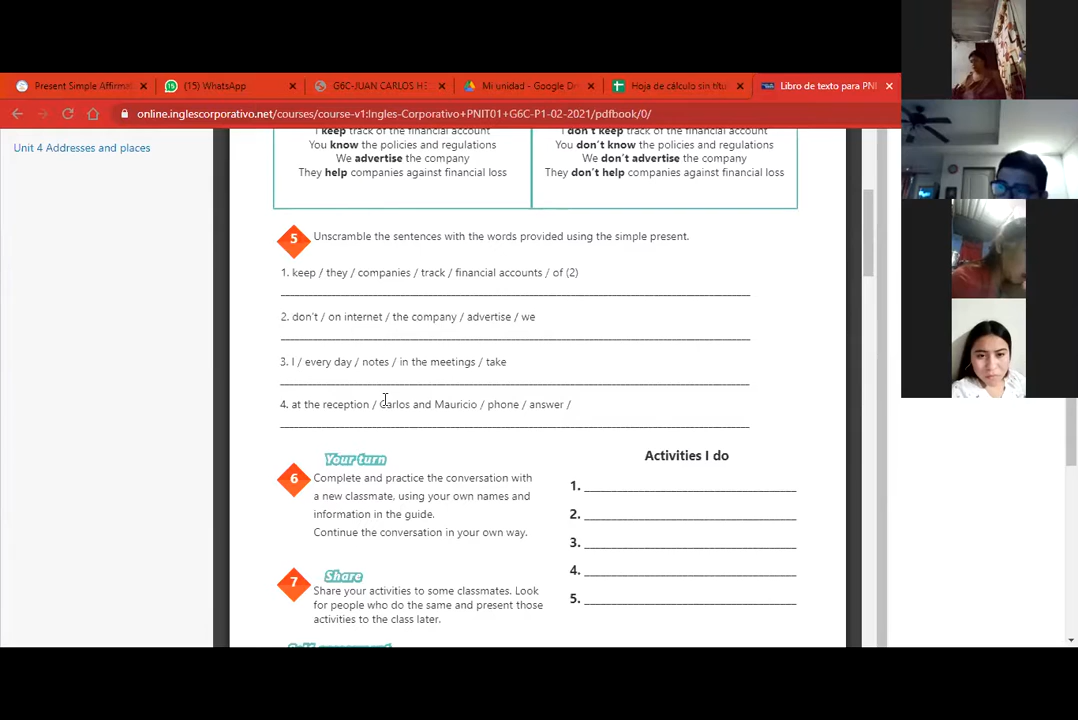 Present Simple Affirma
(15) WhatsApp
G6C-JUAN CARLOS HE
Mi unidad - Google Dr
Hoja de cálculo sin títu
Libro de texto para PNI
online.inglescorporativo.net/courses/course-v1:Ingles-Corporativo+PNIT01+G6C-P1-02-2021/pdfbook/0/
Unit 4 Addresses and places
I keep track of the financial account
You know the policies and regulations
We advertise the company
They help companies against financial loss
I don't keep track of the financial account
You don't know the policies and regulations
We don't advertise the company
They don't help companies against financial loss
5 Unscramble the sentences with the words provided using the simple present.
1. keep / they / companies / track / financial accounts / of (2)
2. don't / on internet / the company / advertise / we
3. I / every day / notes / in the meetings / take
4. at the reception / Carlos and Mauricio / phone / answer /
Your turn
6 Complete and practice the conversation with
a new classmate, using your own names and
information in the guide.
Continue the conversation in your own way.
Activities I do
1.
2.
3.
4.
5.
Share
7 Share your activities to some classmates. Look
for people who do the same and present those
activities to the class later.